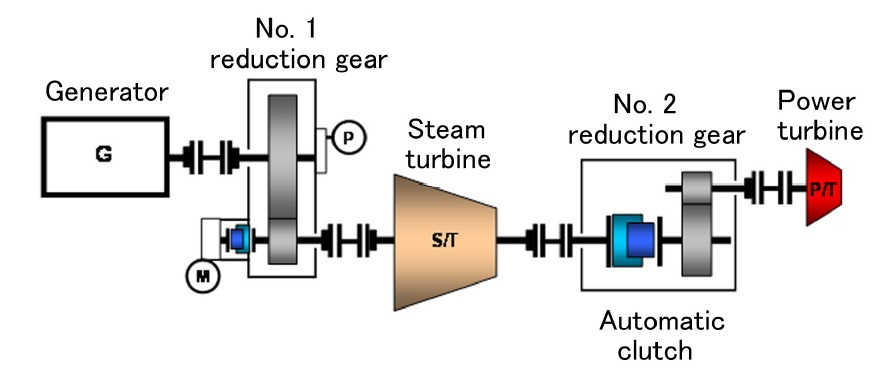 No. 1
reduction gear
Generator
G
P
M
Steam
turbine
S/T
No. 2
reduction gear
Automatic
clutch
Power
turbine
P/T